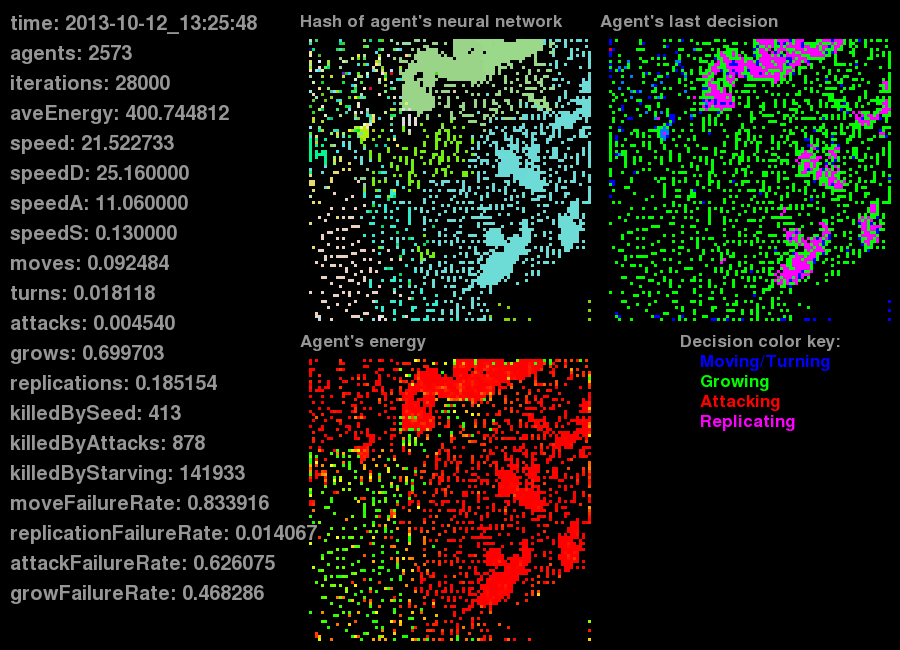 time: 2013-10-12_13:25:48
agents: 2573
iterations: 28000
aveEnergy: 400.744812
speed: 21.522733
speedD: 25.160000
speedA: 11.060000
speedS: 0.130000
moves: 0.092484
turns: 0.018118
attacks: 0.004540
grows: 0.699703
replications: 0.185154
killedBySeed: 413
killedByAttacks: 878
killedByStarving: 141933
moveFailureRate: 0.833916
replicationFailureRate: 0.014067
attackFailureRate: 0.626075
growFailureRate: 0.468286
Hash of agent's neural network
Agent's last decision
Agent's energy
Decision color key:
Moving/Turning
Growing
Attacking
Replicating